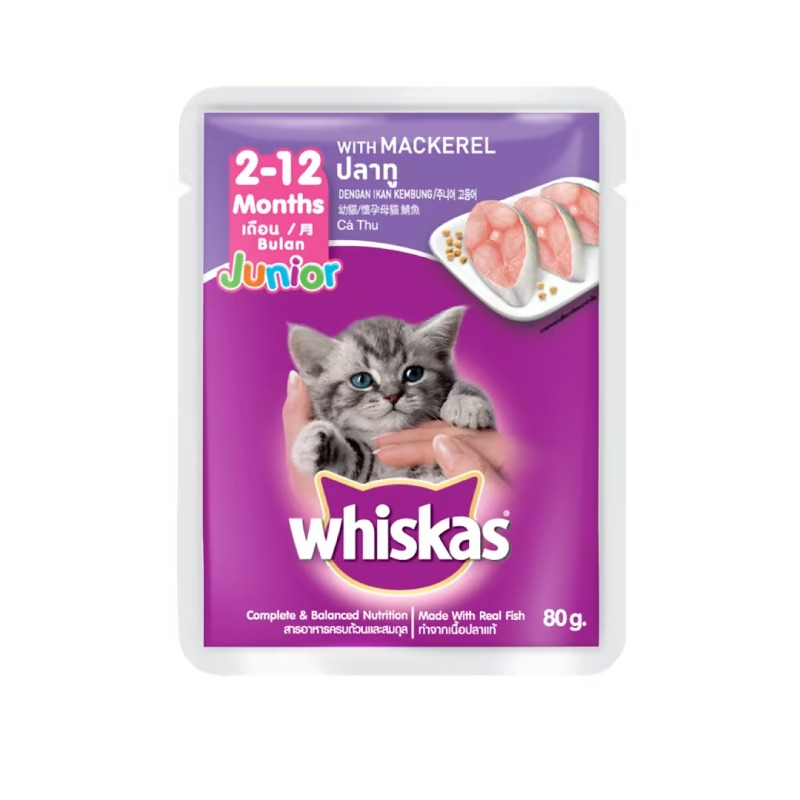 2-12
Months
เดือน / 月
Bulan
Junior
WITH MACKEREL
ปลาทู
DENGAN IKAN KEMBUNG/주니어 고등어
幼貓/懷孕母貓 鯖魚
Cá Thu
whiskas®
Complete & Balanced Nutrition | Made With Real Fish
สารอาหารครบถ้วนและสมดุล | ทำจากเนื้อปลาแท้
80 g.